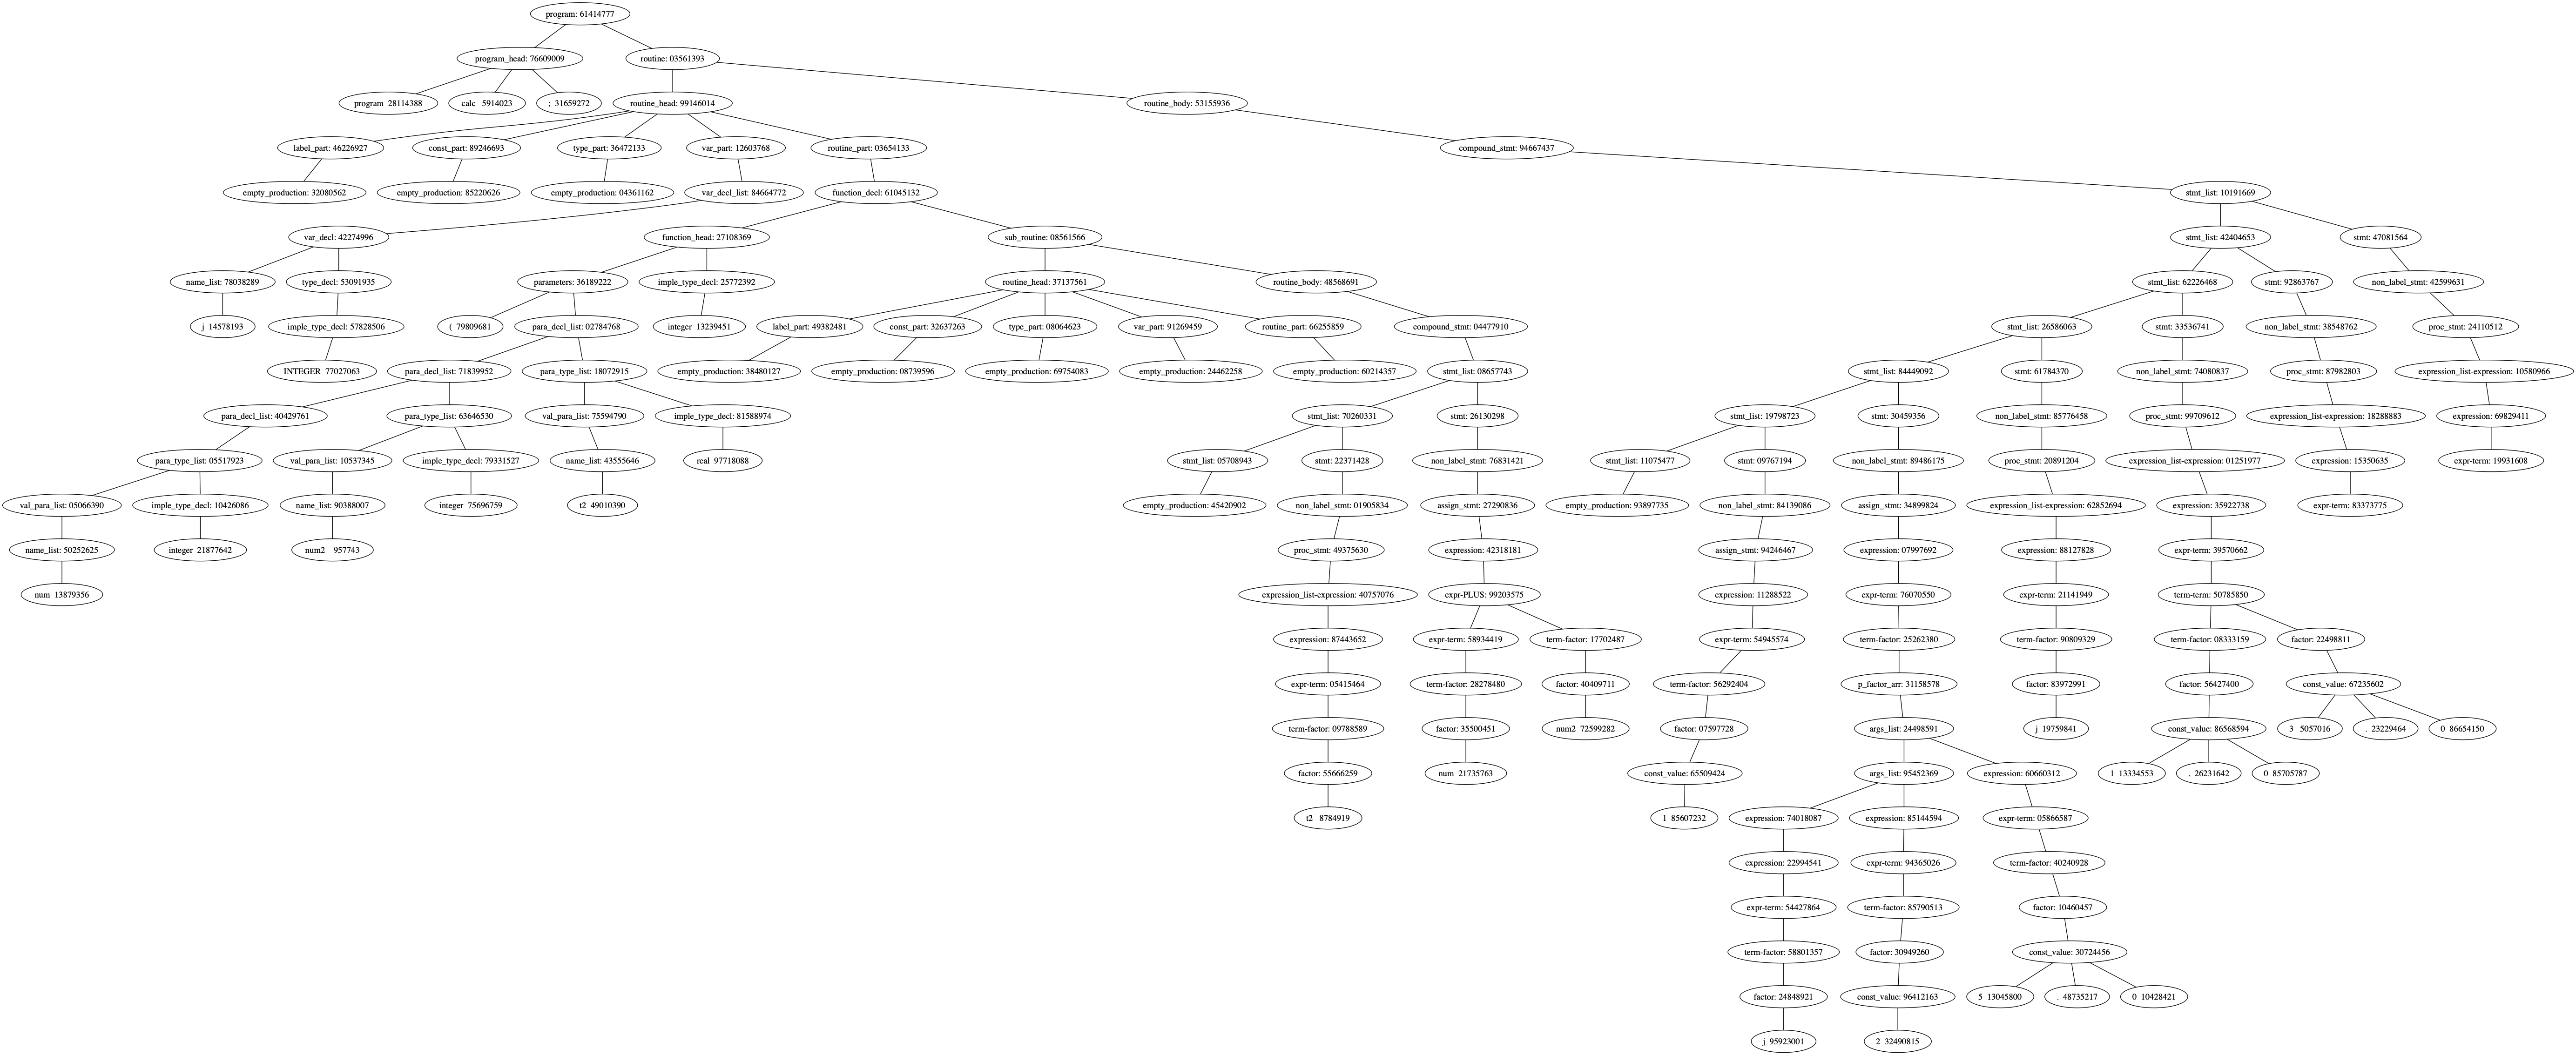 program: 61414777
program_head: 76609009
routine: 03561393
program  28114388
calc   5914023
;  31659272
routine_head: 99146014
routine_body: 53155936
label_part: 46226927
const_part: 89246693
type_part: 36472133
var_part: 12603768
routine_part: 03654133
compound_stmt: 94667437
empty_production: 32080562
empty_production: 85220626
empty_production: 04361162
var_decl_list: 84664772
function_decl: 61045132
stmt_list: 10191669
var_decl: 42274996
function_head: 27108369
sub_routine: 08561566
stmt_list: 42404653
stmt: 47081564
name_list: 78038289
type_decl: 53091935
parameters: 36189222
imple_type_decl: 25772392
routine_head: 37137561
routine_body: 48568691
stmt_list: 62226468
stmt: 92863767
non_label_stmt: 42599631
j  14578193
imple_type_decl: 57828506
(  79809681
para_decl_list: 02784768
integer  13239451
label_part: 49382481
const_part: 32637263
type_part: 08064623
var_part: 91269459
routine_part: 66255859
compound_stmt: 04477910
stmt_list: 26586063
stmt: 33536741
non_label_stmt: 38548762
proc_stmt: 24110512
INTEGER  77027063
para_decl_list: 71839952
para_type_list: 18072915
empty_production: 38480127
empty_production: 08739596
empty_production: 69754083
empty_production: 24462258
empty_production: 60214357
stmt_list: 08657743
stmt_list: 84449092
stmt: 61784370
non_label_stmt: 74080837
proc_stmt: 87982803
expression_list-expression: 10580966
para_decl_list: 40429761
para_type_list: 63646530
val_para_list: 75594790
imple_type_decl: 81588974
stmt_list: 70260331
stmt: 26130298
stmt_list: 19798723
stmt: 30459356
non_label_stmt: 85776458
proc_stmt: 99709612
expression_list-expression: 18288883
expression: 69829411
para_type_list: 05517923
val_para_list: 10537345
imple_type_decl: 79331527
name_list: 43555646
real  97718088
stmt_list: 05708943
stmt: 22371428
non_label_stmt: 76831421
stmt_list: 11075477
stmt: 09767194
non_label_stmt: 89486175
proc_stmt: 20891204
expression_list-expression: 01251977
expression: 15350635
expr-term: 19931608
val_para_list: 05066390
imple_type_decl: 10426086
name_list: 90388007
integer  75696759
t2  49010390
empty_production: 45420902
non_label_stmt: 01905834
assign_stmt: 27290836
empty_production: 93897735
non_label_stmt: 84139086
assign_stmt: 34899824
expression_list-expression: 62852694
expression: 35922738
expr-term: 83373775
name_list: 50252625
integer  21877642
num2    957743
proc_stmt: 49375630
expression: 42318181
assign_stmt: 94246467
expression: 07997692
expression: 88127828
expr-term: 39570662
num  13879356
expression_list-expression: 40757076
expr-PLUS: 99203575
expression: 11288522
expr-term: 76070550
expr-term: 21141949
term-term: 50785850
expression: 87443652
expr-term: 58934419
term-factor: 17702487
expr-term: 54945574
term-factor: 25262380
term-factor: 90809329
term-factor: 08333159
factor: 22498811
expr-term: 05415464
term-factor: 28278480
factor: 40409711
term-factor: 56292404
p_factor_arr: 31158578
factor: 83972991
factor: 56427400
const_value: 67235602
term-factor: 09788589
factor: 35500451
num2  72599282
factor: 07597728
args_list: 24498591
j  19759841
const_value: 86568594
3   5057016
.  23229464
0  86654150
factor: 55666259
num  21735763
const_value: 65509424
args_list: 95452369
expression: 60660312
1  13334553
.  26231642
0  85705787
t2   8784919
1  85607232
expression: 74018087
expression: 85144594
expr-term: 05866587
expression: 22994541
expr-term: 94365026
term-factor: 40240928
expr-term: 54427864
term-factor: 85790513
factor: 10460457
term-factor: 58801357
factor: 30949260
const_value: 30724456
factor: 24848921
const_value: 96412163
5  13045800
.  48735217
0  10428421
j  95923001
2  32490815